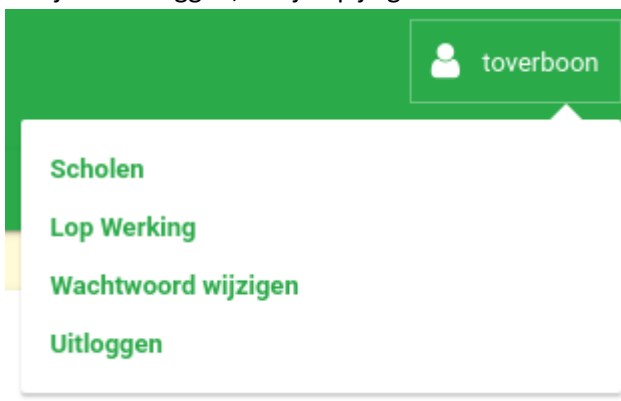 toverboon
Scholen
Lop Werking
Wachtwoord wijzigen
Uitloggen